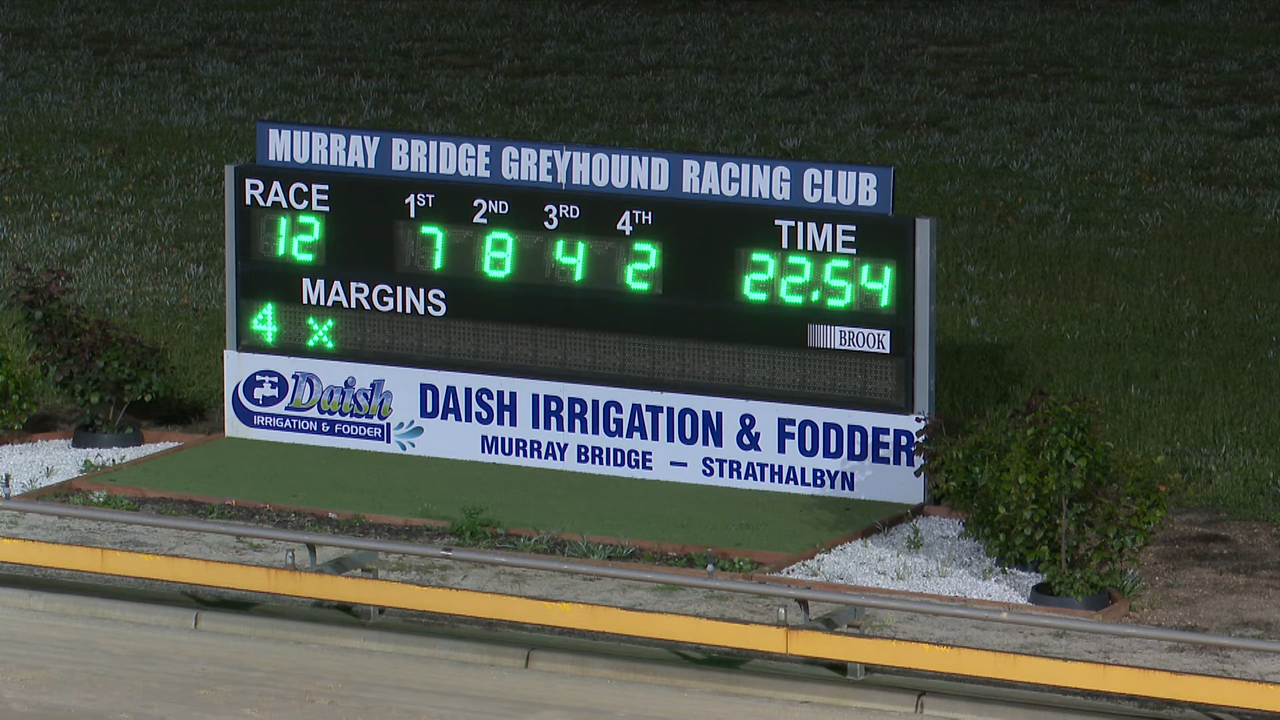 MURRAY BRIDGE GREYHOUND RACING CLUB
RACE 1ST 2ND 3RD 4TH TIME
12 7 8 4 2 22.54
MARGINS
4 x
BROOK
Daish
IRRIGATION & FODDER
DAISH IRRIGATION & FODDER
MURRAY BRIDGE – STRATHALBYN